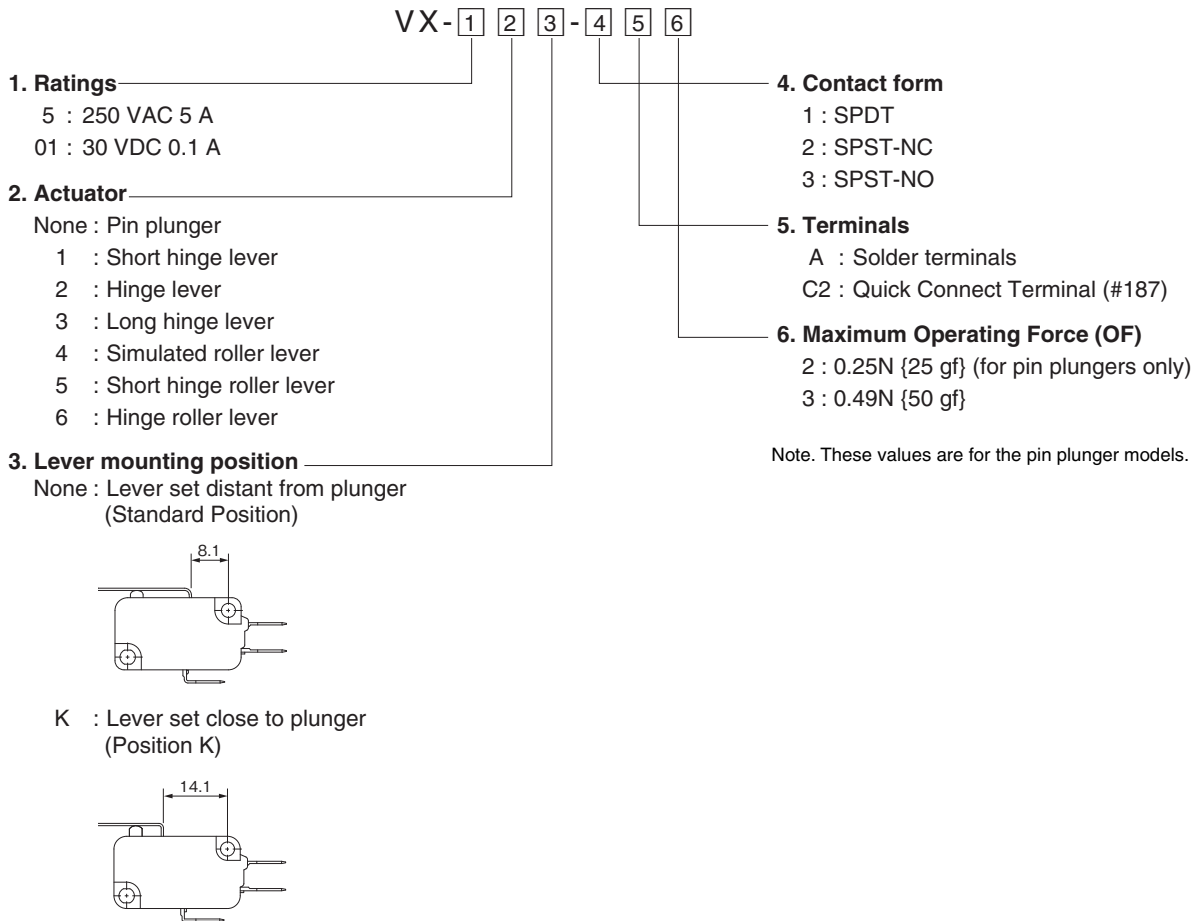 VX-1 2 3-4 5 6
1. Ratings
5 : 250 VAC 5 A
01 : 30 VDC 0.1 A
2. Actuator
None : Pin plunger
1 : Short hinge lever
2 : Hinge lever
3 : Long hinge lever
4 : Simulated roller lever
5 : Short hinge roller lever
6 : Hinge roller lever
3. Lever mounting position
None : Lever set distant from plunger
(Standard Position)
8.1
K : Lever set close to plunger
(Position K)
14.1
4. Contact form
1 : SPDT
2 : SPST-NC
3 : SPST-NO
5. Terminals
A : Solder terminals
C2 : Quick Connect Terminal (#187)
6. Maximum Operating Force (OF)
2 : 0.25N {25 gf} (for pin plungers only)
3 : 0.49N {50 gf}
Note. These values are for the pin plunger models.